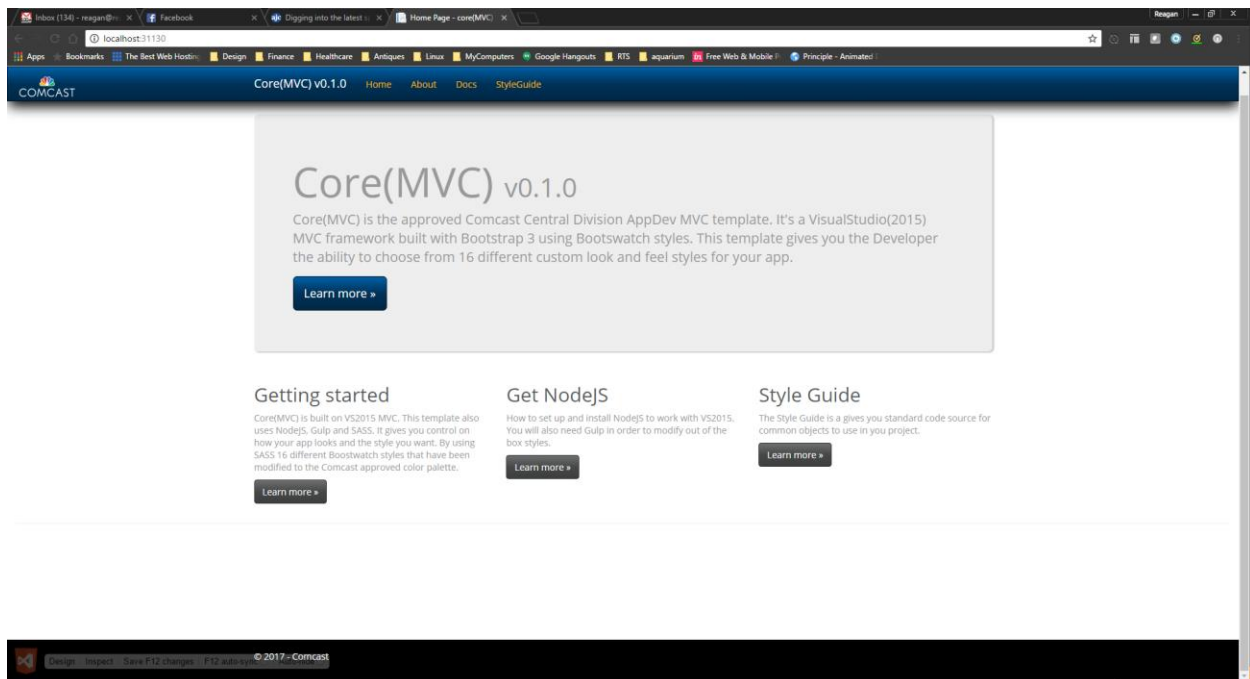 Inbox (134) - reagan@re
Facebook
Digging into the latest
Home Page - core(MVC)
Reagan
localhost:31130
Apps
Bookmarks
The Best Web Hosting
Design
Finance
Healthcare
Antiques
Linux
MyComputers
Google Hangouts
RTS
aquarium
Free Web & Mobile
Principle - Animated
COMCAST
Core(MVC) v0.1.0 Home About Docs StyleGuide
Core(MVC) v0.1.0
Core(MVC) is the approved Comcast Central Division AppDev MVC template. It's a VisualStudio(2015)
MVC framework built with Bootstrap 3 using Bootswatch styles. This template gives you the Developer
the ability to choose from 16 different custom look and feel styles for your app.
Learn more »
Getting started
Core(MVC) is built on VS2015 MVC. This template also
uses NodeJS, Gulp and SASS. It gives you control on
how your app looks and the style you want. By using
SASS 16 different Boostwatch styles that have been
modified to the Comcast approved color palette.
Learn more »
Get NodeJS
How to set up and install NodeJS to work with VS2015.
You will also need Gulp in order to modify out of the
box styles.
Learn more »
Style Guide
The Style Guide is a gives you standard code source for
common objects to use in you project.
Learn more »
Design Inspect Save F12 changes F12 auto-sync
© 2017 - Comcast